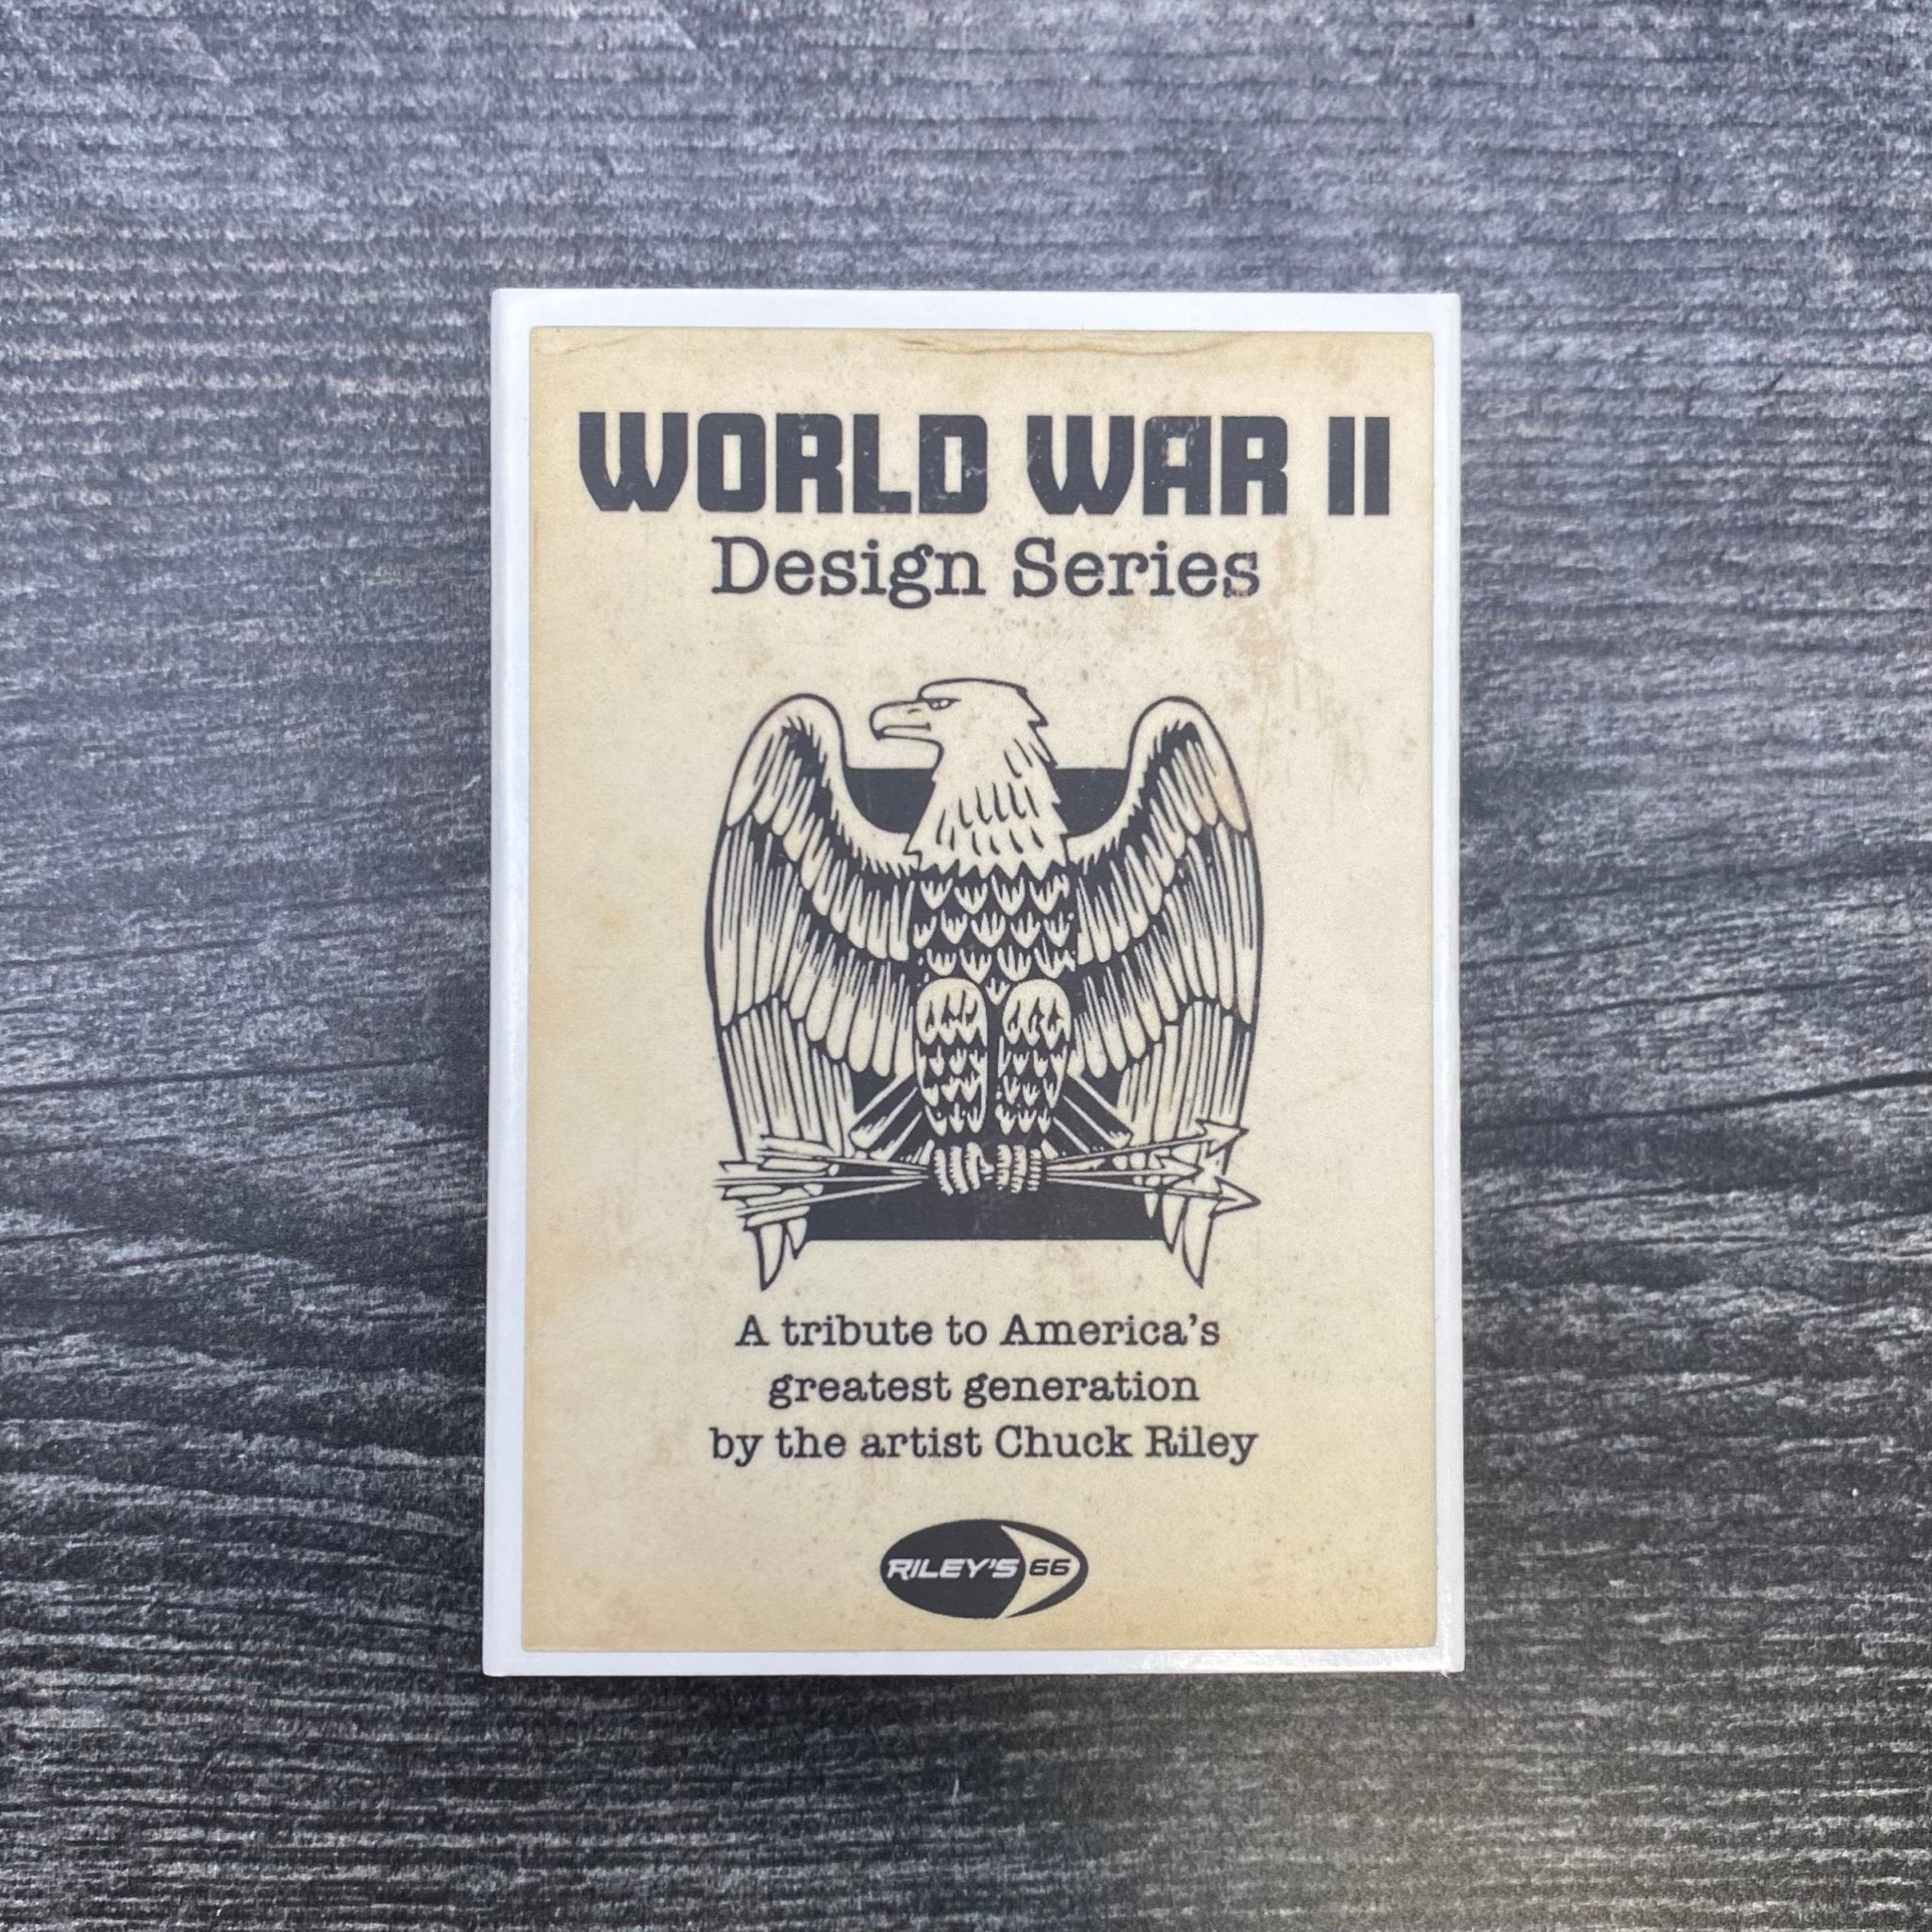 WORLD WAR II
Design Series
A tribute to America's
greatest generation
by the artist Chuck Riley
RILEY'S 66